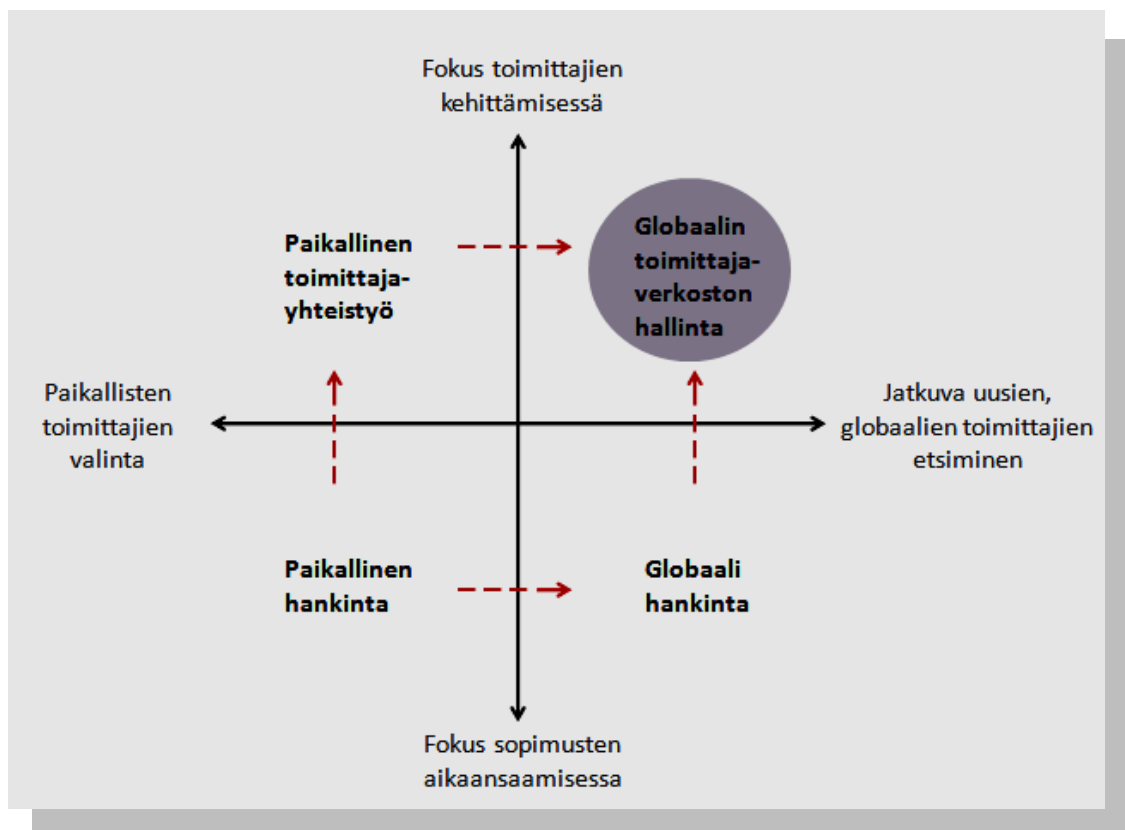 Fokus toimittajien
kehittämisessä
Paikallinen
toimittaja-
yhteistyö
Globaalin
toimittaja-
verkoston
hallinta
Paikallisten
toimittajien
valinta
Jatkuva uusien,
globaalien toimittajien
etsiminen
Paikallinen
hankinta
Globaali
hankinta
Fokus sopimusten
aikaansaamisessa